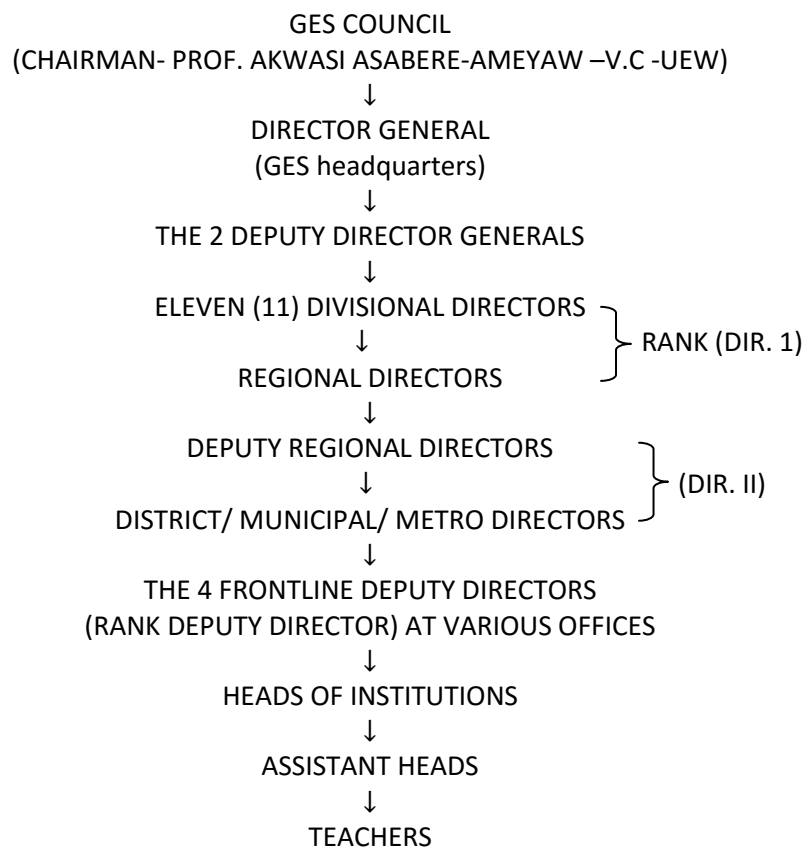 GES COUNCIL
(CHAIRMAN- PROF. AKWASI ASABERE-AMEYAW –V.C -UEW)
↓
DIRECTOR GENERAL
(GES headquarters)
↓
THE 2 DEPUTY DIRECTOR GENERALS
↓
ELEVEN (11) DIVISIONAL DIRECTORS
↓
RANK (DIR. 1)
REGIONAL DIRECTORS
↓
DEPUTY REGIONAL DIRECTORS
↓
(DIR. II)
DISTRICT/ MUNICIPAL/ METRO DIRECTORS
↓
THE 4 FRONTLINE DEPUTY DIRECTORS
(RANK DEPUTY DIRECTOR) AT VARIOUS OFFICES
↓
HEADS OF INSTITUTIONS
↓
ASSISTANT HEADS
↓
TEACHERS